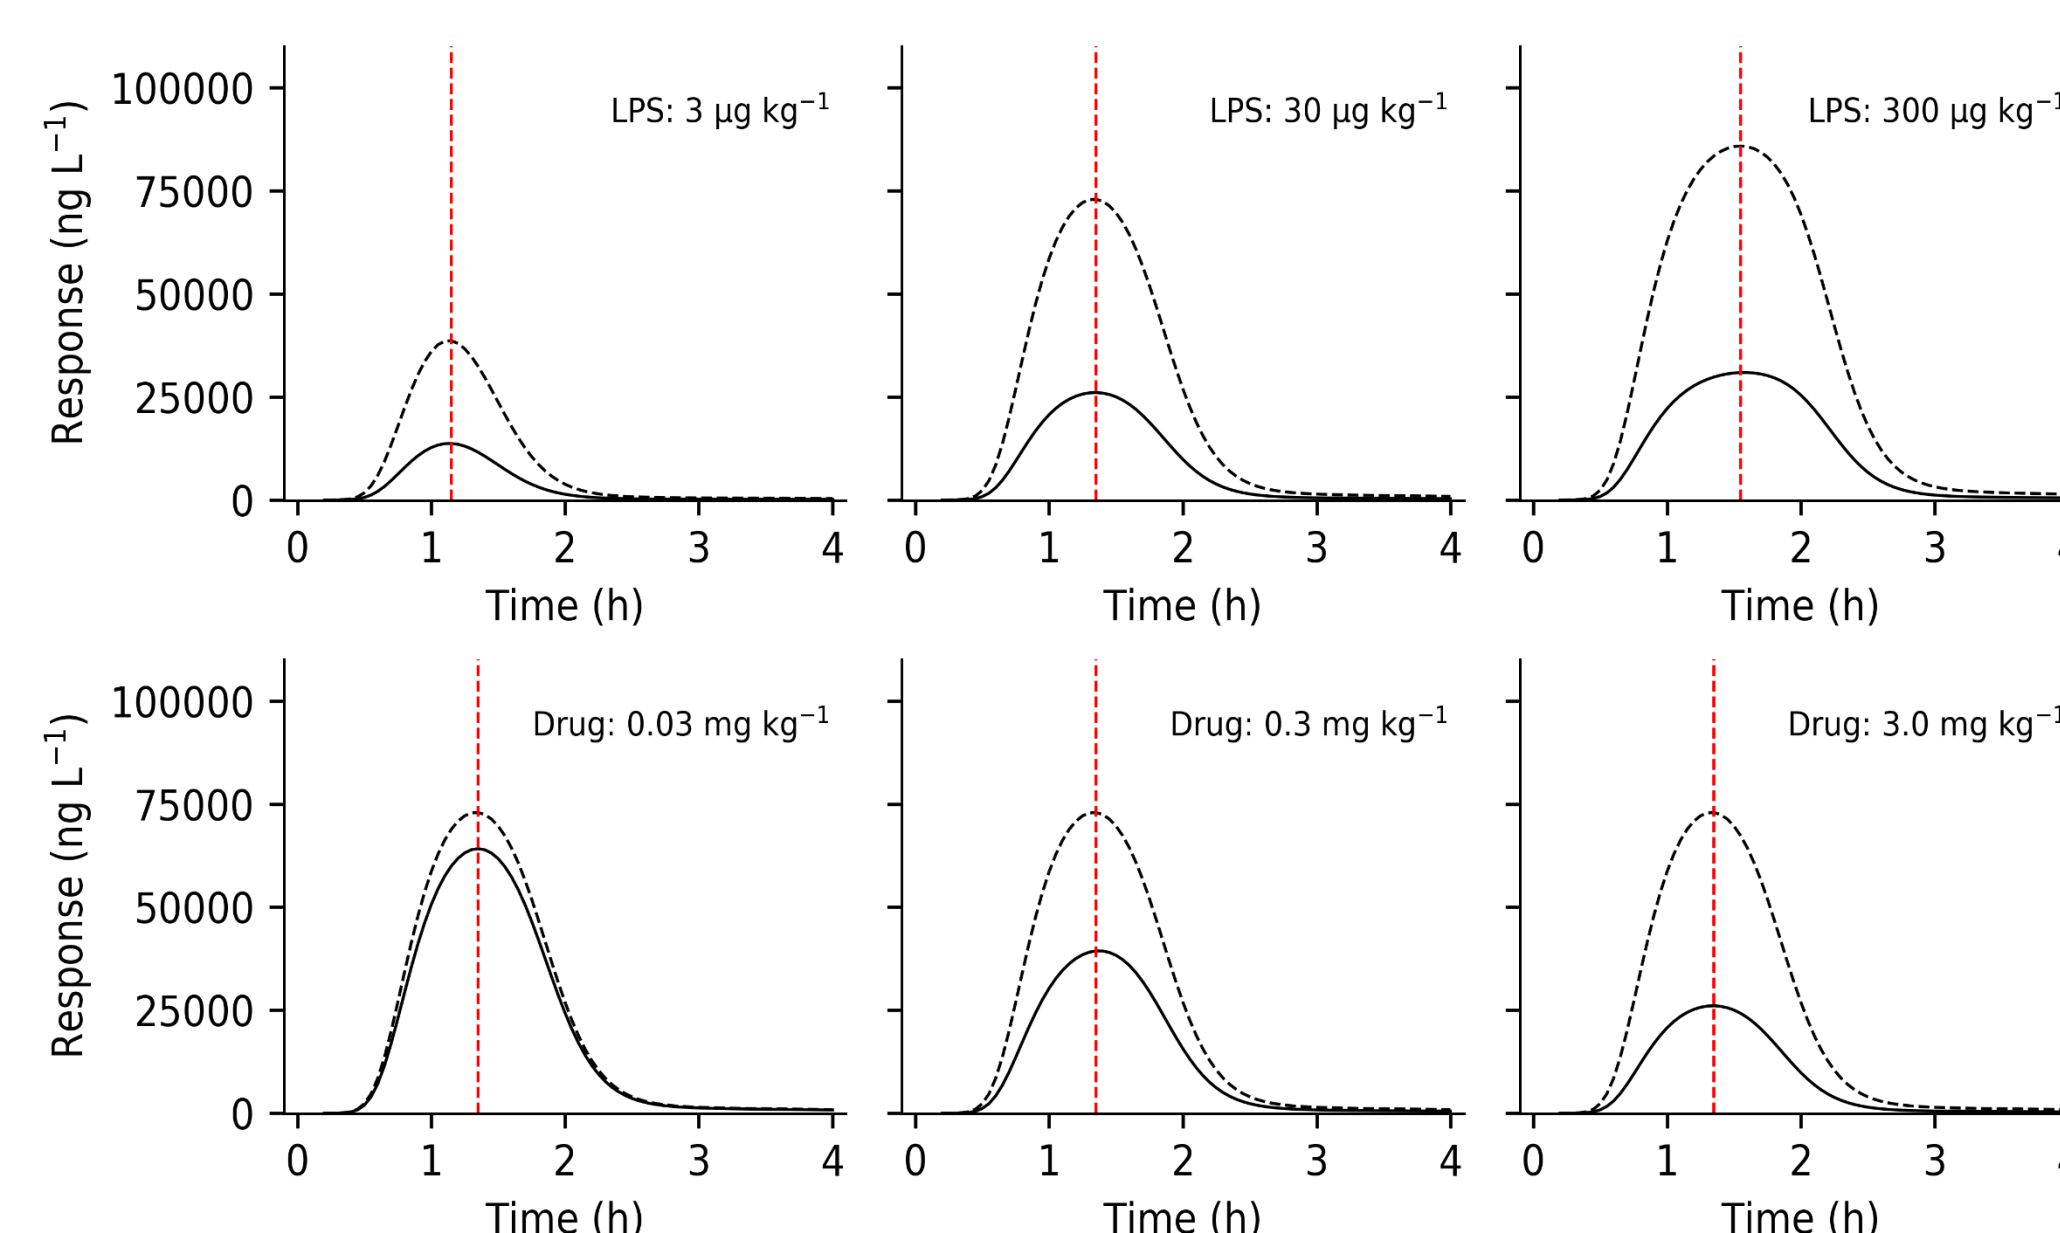 Response (ng L⁻¹)
100000
75000
50000
25000
0
LPS: 3 µg kg⁻¹
LPS: 30 µg kg⁻¹
LPS: 300 µg kg⁻¹
0 1 2 3 4
0 1 2 3 4
0 1 2 3
Time (h)
Time (h)
Time (h)
Response (ng L⁻¹)
100000
75000
50000
25000
0
Drug: 0.03 mg kg⁻¹
Drug: 0.3 mg kg⁻¹
Drug: 3.0 mg kg⁻¹
0 1 2 3 4
0 1 2 3 4
0 1 2 3
Time (h)
Time (h)
Time (h)